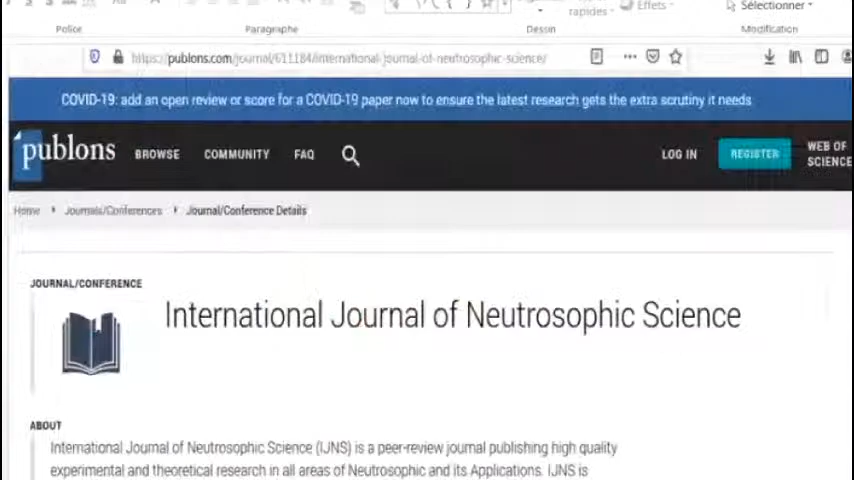 Effets
Sélectionner
rapides
Police
Paragraphe
Dessin
Modification
https://publons.com/journal/611184/international-journal-of-neutrosophic-science/
COVID-19: add an open review or score for a COVID-19 paper now to ensure the latest research gets the extra scrutiny it needs
publons BROWSE COMMUNITY FAQ LOG IN REGISTER WEB OF
SCIENCE
Home Journals/Conferences Journal/Conference Details
JOURNAL/CONFERENCE
International Journal of Neutrosophic Science
ABOUT
International Journal of Neutrosophic Science (IJNS) is a peer-review journal publishing high quality
experimental and theoretical research in all areas of Neutrosophic and its Applications. IJNS is